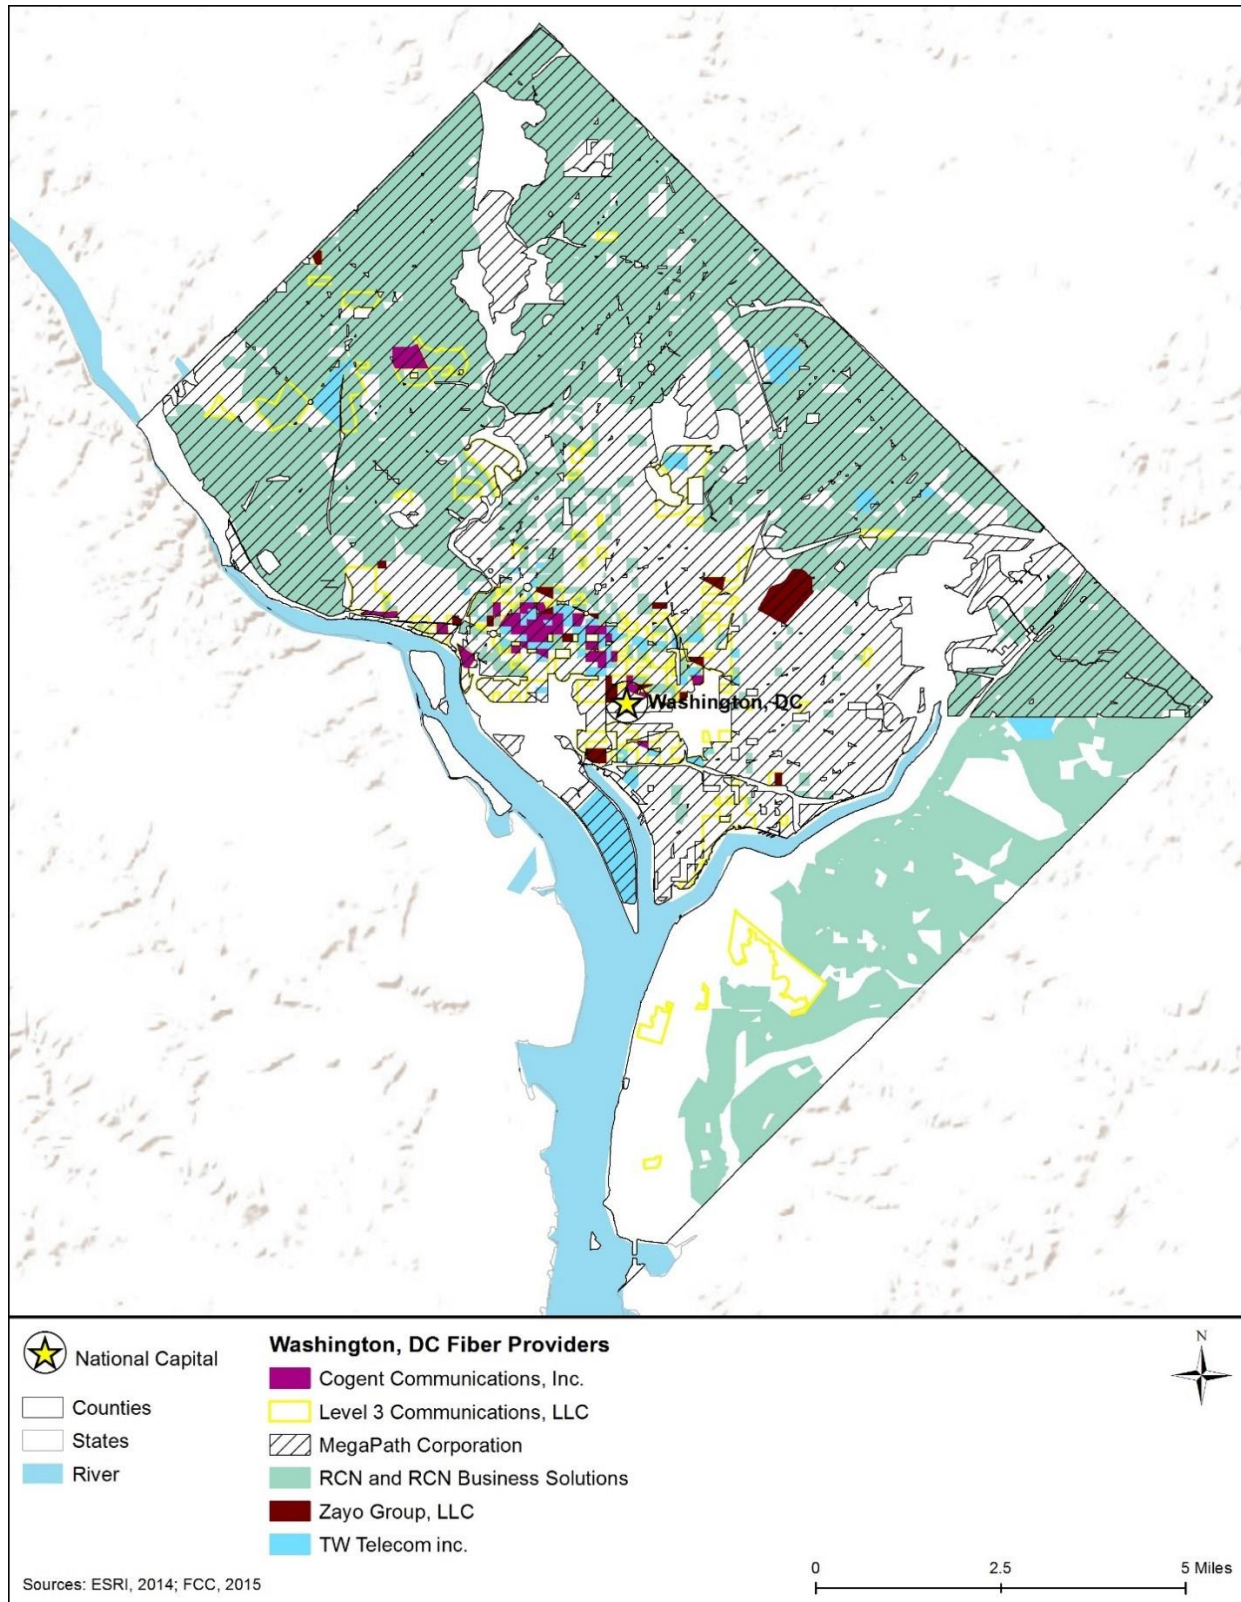 Washington, DC
National Capital
Counties
States
River
Washington, DC Fiber Providers
Cogent Communications, Inc.
Level 3 Communications, LLC
MegaPath Corporation
RCN and RCN Business Solutions
Zayo Group, LLC
TW Telecom inc.
N
Sources: ESRI, 2014; FCC, 2015
0 2.5 5 Miles